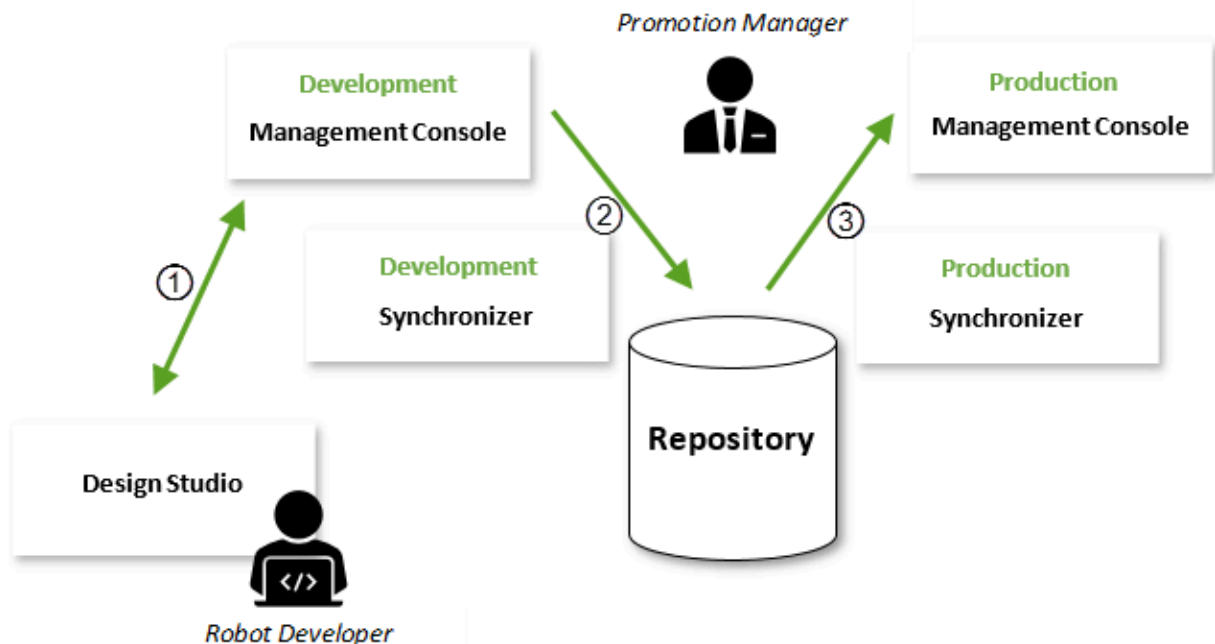 Promotion Manager
Development
Management Console
Production
Management Console
2
3
1
Development
Synchronizer
Production
Synchronizer
Repository
Design Studio
</>
Robot Developer